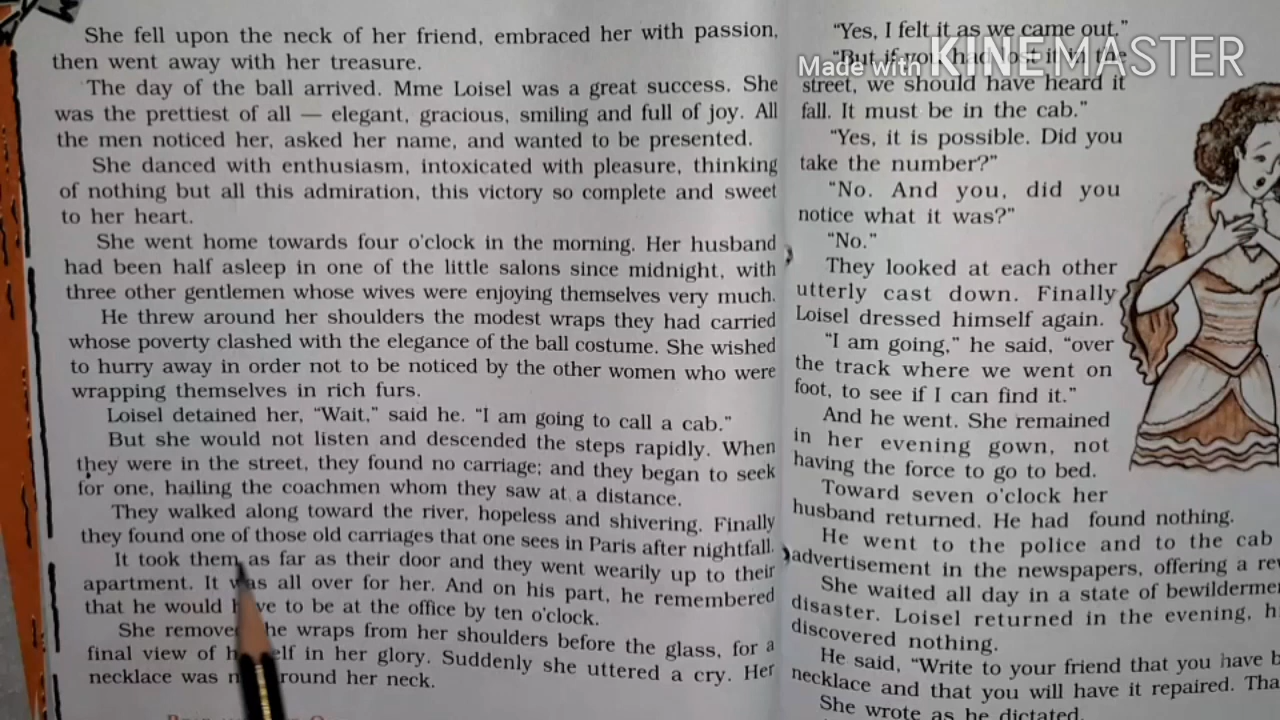 She fell upon the neck of her friend, embraced her with passion,
then went away with her treasure.
The day of the ball arrived. Mme Loisel was a great success. She
was the prettiest of all — elegant, gracious, smiling and full of joy. All
the men noticed her, asked her name, and wanted to be presented.
She danced with enthusiasm, intoxicated with pleasure, thinking
of nothing but all this admiration, this victory so complete and sweet
to her heart.
She went home towards four o'clock in the morning. Her husband
had been half asleep in one of the little salons since midnight, with
three other gentlemen whose wives were enjoying themselves very much.
He threw around her shoulders the modest wraps they had carried
whose poverty clashed with the elegance of the ball costume. She wished
to hurry away in order not to be noticed by the other women who were
wrapping themselves in rich furs.
Loisel detained her, “Wait,” said he. “I am going to call a cab.”
But she would not listen and descended the steps rapidly. When
they were in the street, they found no carriage; and they began to seek
for one, hailing the coachmen whom they saw at a distance.
They walked along toward the river, hopeless and shivering. Finally
they found one of those old carriages that one sees in Paris after nightfall.
It took them as far as their door and they went wearily up to their
apartment. It was all over for her. And on his part, he remembered
that he would have to be at the office by ten o'clock.
She removed the wraps from her shoulders before the glass, for a
final view of herself in her glory. Suddenly she uttered a cry. Her
necklace was round her neck.
“Yes, I felt it as we came out.”
“But if you had lost it in the
street, we should have heard it
fall. It must be in the cab.”
“Yes, it is possible. Did you
take the number?”
“No. And you, did you
notice what it was?”
“No.”
They looked at each other
utterly cast down. Finally
Loisel dressed himself again.
“I am going,” he said, “over
the track where we went on
foot, to see if I can find it.”
And he went. She remained
in her evening gown, not
having the force to go to bed.
Toward seven o'clock her
husband returned. He had found nothing.
He went to the police and to the cab
advertisement in the newspapers, offering a
She waited all day in a state of
disaster. Loisel returned in the evening,
discovered nothing.
He said, “Write to your friend that you have
necklace and that you will have it repaired.
She wrote as he dictated.
Made with KINEMASTER